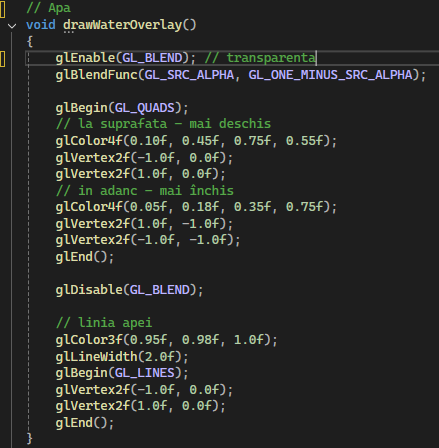 // Apa
void drawWaterOverlay()
{
glEnable(GL_BLEND); // transparenta
glBlendFunc(GL_SRC_ALPHA, GL_ONE_MINUS_SRC_ALPHA);
glBegin(GL_QUADS);
// la suprafata – mai deschis
glColor4f(0.10f, 0.45f, 0.75f, 0.55f);
glVertex2f(-1.0f, 0.0f);
glVertex2f(1.0f, 0.0f);
// in adanc – mai închis
glColor4f(0.05f, 0.18f, 0.35f, 0.75f);
glVertex2f(1.0f, -1.0f);
glVertex2f(-1.0f, -1.0f);
glEnd();
glDisable(GL_BLEND);
// linia apei
glColor3f(0.95f, 0.98f, 1.0f);
glLineWidth(2.0f);
glBegin(GL_LINES);
glVertex2f(-1.0f, 0.0f);
glVertex2f(1.0f, 0.0f);
glEnd();
}